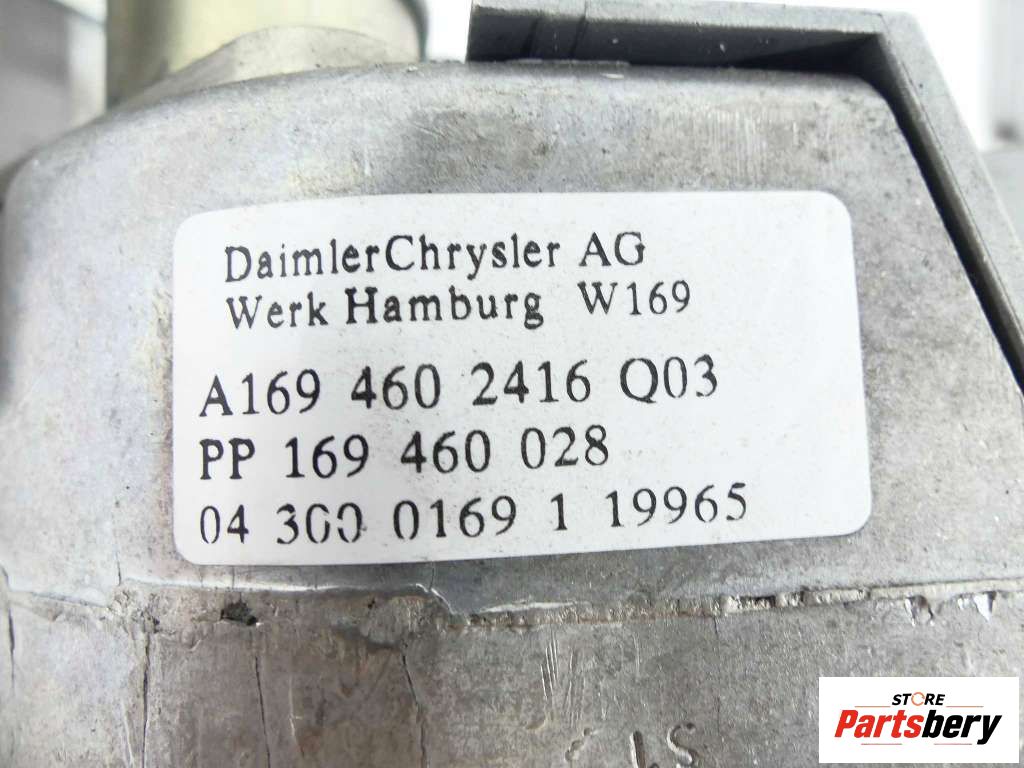 DaimlerChrysler AG
Werk Hamburg W169
A169 460 2416 Q03
PP 169 460 028
04 300 0169 1 19965
STORE
Partsbery